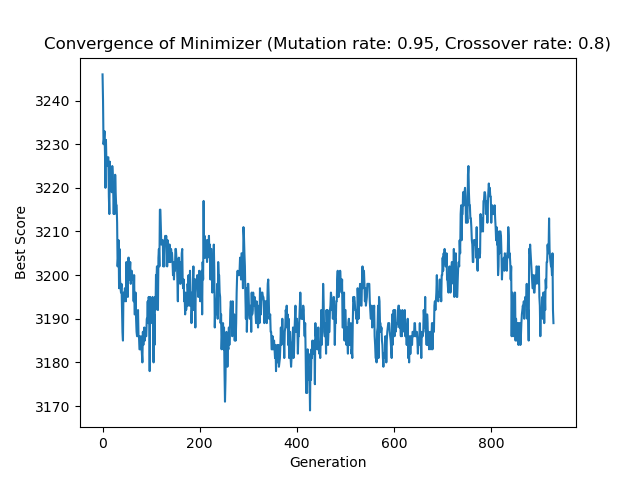 Convergence of Minimizer (Mutation rate: 0.95, Crossover rate: 0.8)
3240
3230
3220
3210
3200
3190
3180
3170
Best Score
0 200 400 600 800
Generation